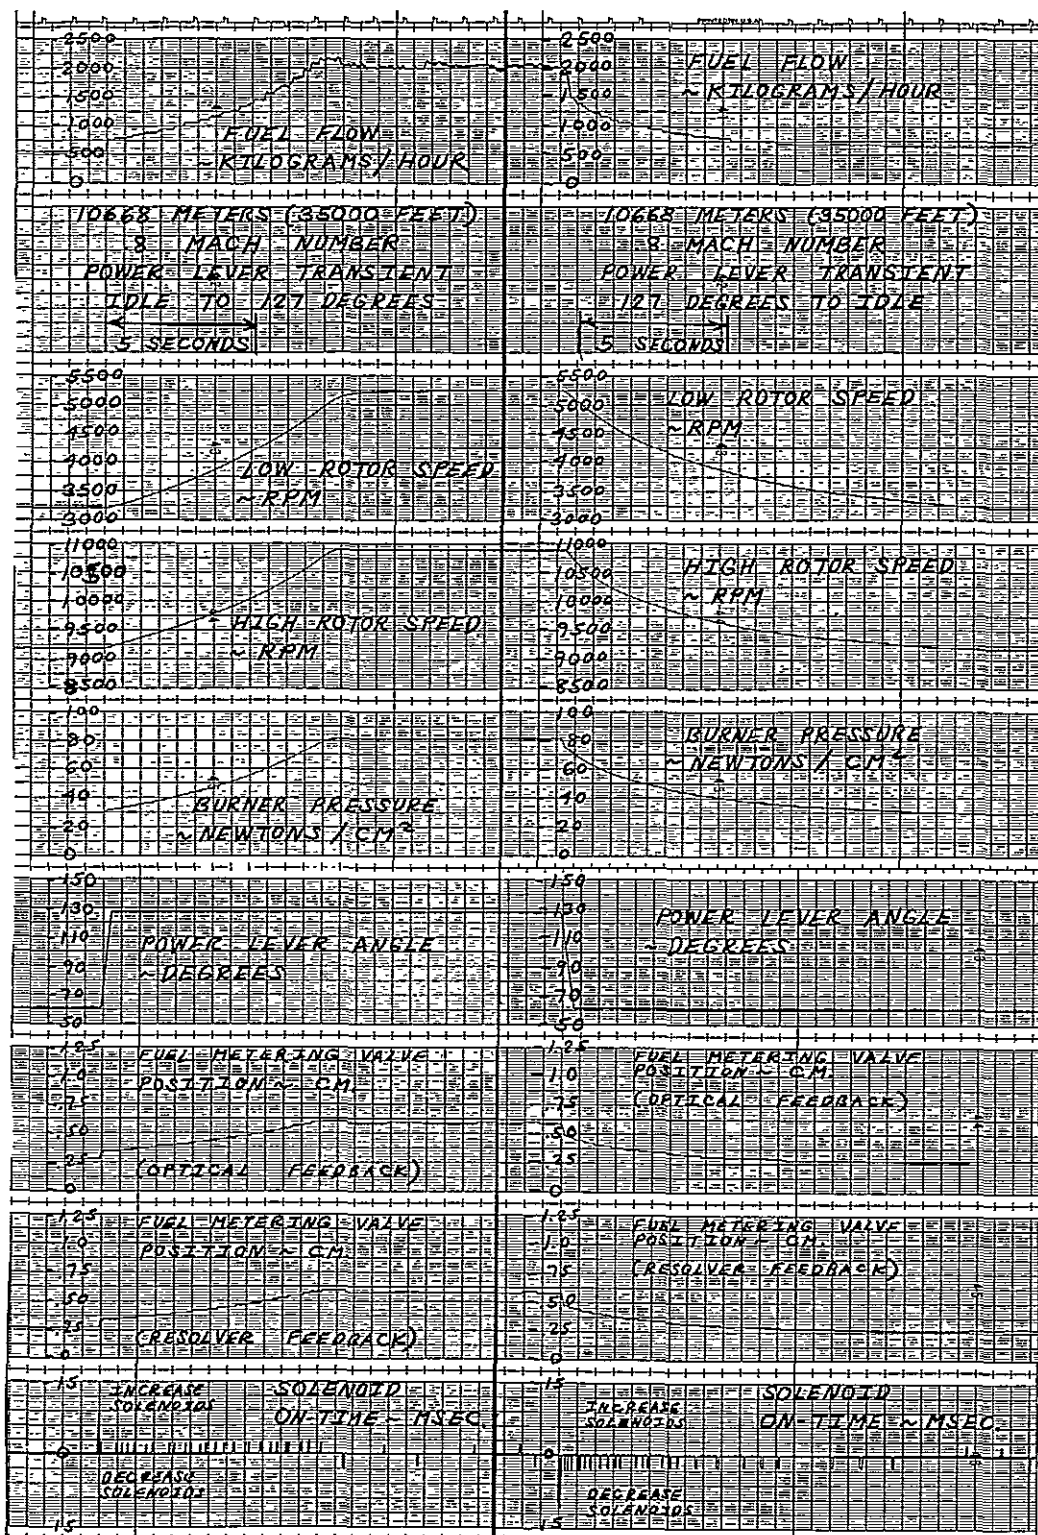 2500
2000
1500
1000
500
0
FUEL FLOW
~ KILOGRAMS/HOUR
2500
2000
1500
1000
500
0
FUEL FLOW
~ KILOGRAMS/HOUR
10668 METERS (35000 FEET)
.8 MACH NUMBER
POWER LEVER TRANSIENT
IDLE TO 127 DEGREES
5 SECONDS
10668 METERS (35000 FEET)
.8 MACH NUMBER
POWER LEVER TRANSIENT
127 DEGREES TO IDLE
5 SECONDS
5500
5000
4500
4000
3500
3000
LOW ROTOR SPEED
~ RPM
5500
5000
4500
4000
3500
3000
LOW ROTOR SPEED
~ RPM
11000
10500
10000
9500
9000
8500
HIGH ROTOR SPEED
~ RPM
11000
10500
10000
9500
9000
8500
HIGH ROTOR SPEED
~ RPM
100
80
60
40
20
0
BURNER PRESSURE
~ NEWTONS / CM²
100
80
60
40
20
0
BURNER PRESSURE
~ NEWTONS / CM²
150
130
110
90
70
50
POWER LEVER ANGLE
~ DEGREES
150
130
110
90
70
50
POWER LEVER ANGLE
~ DEGREES
1.25
1.0
.75
.50
.25
0
FUEL METERING VALVE
POSITION ~ CM.
(OPTICAL FEEDBACK)
1.25
1.0
.75
.50
.25
0
FUEL METERING VALVE
POSITION ~ CM.
(OPTICAL FEEDBACK)
1.25
1.0
.75
.50
.25
0
FUEL METERING VALVE
POSITION ~ CM
(RESOLVER FEEDBACK)
1.25
1.0
.75
.50
.25
0
FUEL METERING VALVE
POSITION ~ CM.
(RESOLVER FEEDBACK)
15
0
15
INCREASE
SOLENOIDS
SOLENOID
ON-TIME ~ MSEC.
DECREASE
SOLENOIDS
15
0
15
INCREASE
SOLENOIDS
SOLENOID
ON-TIME ~ MSEC.
DECREASE
SOLENOIDS